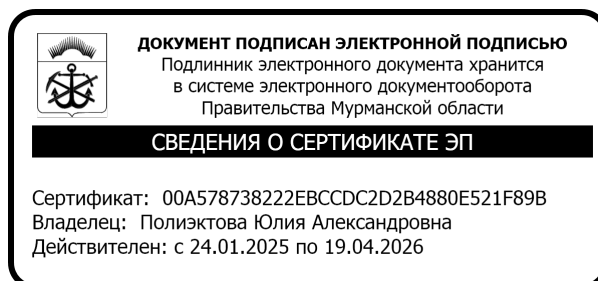 ДОКУМЕНТ ПОДПИСАН ЭЛЕКТРОННОЙ ПОДПИСЬЮ
Подлинник электронного документа хранится
в системе электронного документооборота
Правительства Мурманской области
СВЕДЕНИЯ О СЕРТИФИКАТЕ ЭП
Сертификат: 00A578738222EBCCDC2D2B4880E521F89B
Владелец: Полиэктова Юлия Александровна
Действителен: с 24.01.2025 по 19.04.2026